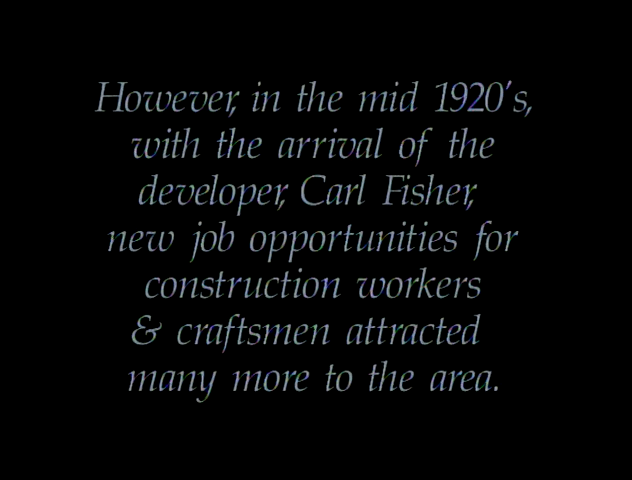 However, in the mid 1920's,
with the arrival of the
developer, Carl Fisher,
new job opportunities for
construction workers
& craftsmen attracted
many more to the area.